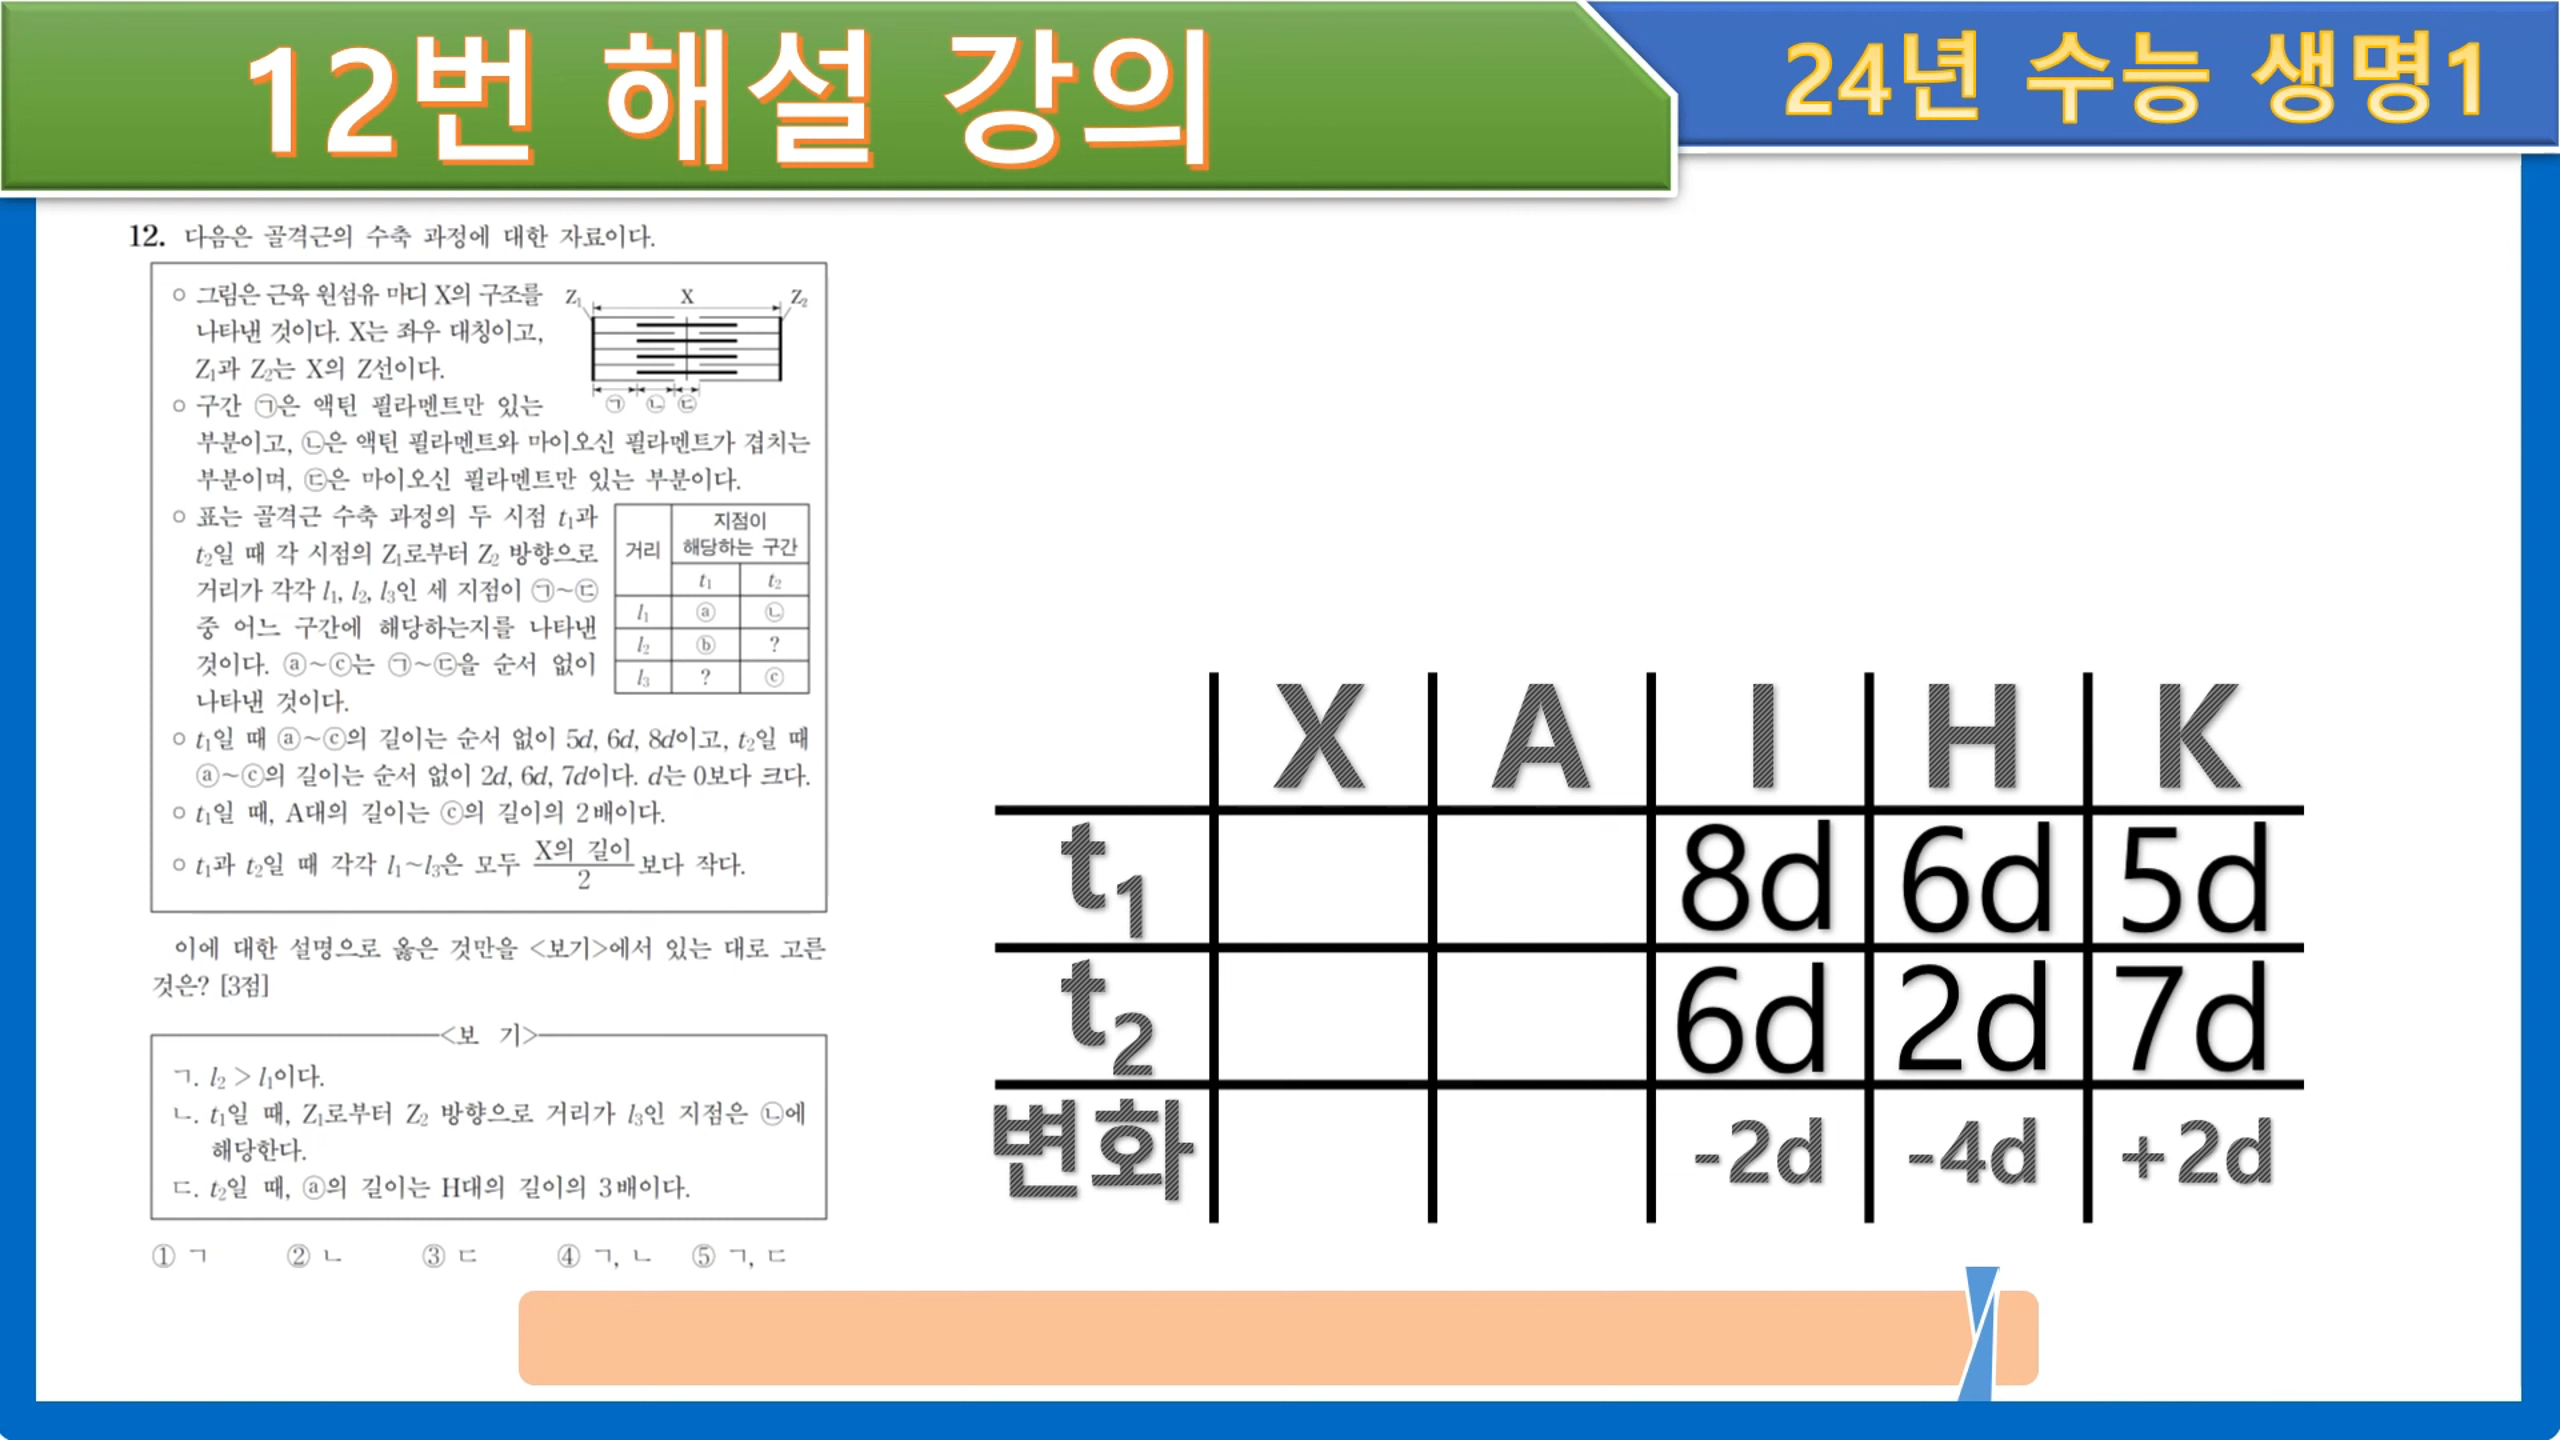 12번 해설 강의
24년 수능 생명1
12. 다음은 골격근의 수축 과정에 대한 자료이다.
○ 그림은 근육 원섬유 마디 X의 구조를
나타낸 것이다. X는 좌우 대칭이고,
Z₁과 Z₂는 X의 Z선이다.
Z₁ X Z₂
㉠ ㉡ ㉢
○ 구간 ㉠은 액틴 필라멘트만 있는
부분이고, ㉡은 액틴 필라멘트와 마이오신 필라멘트가 겹치는
부분이며, ㉢은 마이오신 필라멘트만 있는 부분이다.
○ 표는 골격근 수축 과정의 두 시점 t₁과
t₂일 때 각 시점의 Z₁로부터 Z₂ 방향으로
거리가 각각 l₁, l₂, l₃인 세 지점이 ㉠~㉢
중 어느 구간에 해당하는지를 나타낸
것이다. ⓐ~ⓒ는 ㉠~㉢을 순서 없이
나타낸 것이다.
거리 지점이 해당하는 구간
t₁ t₂
l₁ ⓐ ㉡
l₂ ⓑ ?
l₃ ? ⓒ
○ t₁일 때 ⓐ~ⓒ의 길이는 순서 없이 5d, 6d, 8d이고, t₂일 때
ⓐ~ⓒ의 길이는 순서 없이 2d, 6d, 7d이다. d는 0보다 크다.
○ t₁일 때, A대의 길이는 ⓒ의 길이의 2배이다.
○ t₁과 t₂일 때 각각 l₁~l₃은 모두 X의 길이/2 보다 작다.
이에 대한 설명으로 옳은 것만을 <보기>에서 있는 대로 고른
것은? [3점]
<보 기>
ㄱ. l₂ > l₁이다.
ㄴ. t₁일 때, Z₁로부터 Z₂ 방향으로 거리가 l₃인 지점은 ㉡에
해당한다.
ㄷ. t₂일 때, ⓐ의 길이는 H대의 길이의 3배이다.
① ㄱ ② ㄴ ③ ㄷ ④ ㄱ, ㄴ ⑤ ㄱ, ㄷ
X A I H K
t₁ 8d 6d 5d
t₂ 6d 2d 7d
변화 -2d -4d +2d